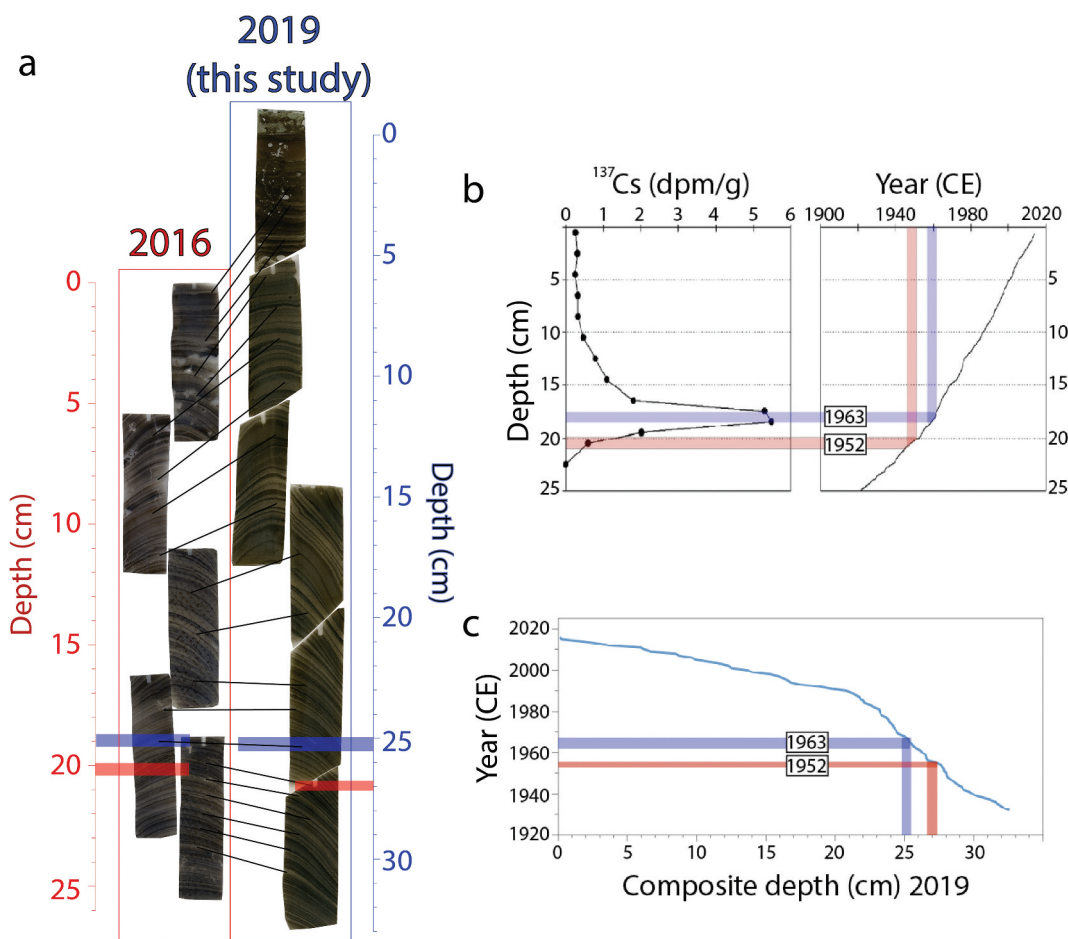 a
2019
(this study)
2016
0
5
10
15
20
25
Depth (cm)
0
5
10
15
20
25
30
Depth (cm)
b
137Cs (dpm/g)
Year (CE)
0 1 2 3 4 5 6
1900 1940 1980 2020
5
10
15
20
25
Depth (cm)
5
10
15
20
25
1963
1952
c
2020
2000
1980
1960
1940
1920
Year (CE)
1963
1952
0 5 10 15 20 25 30
Composite depth (cm) 2019